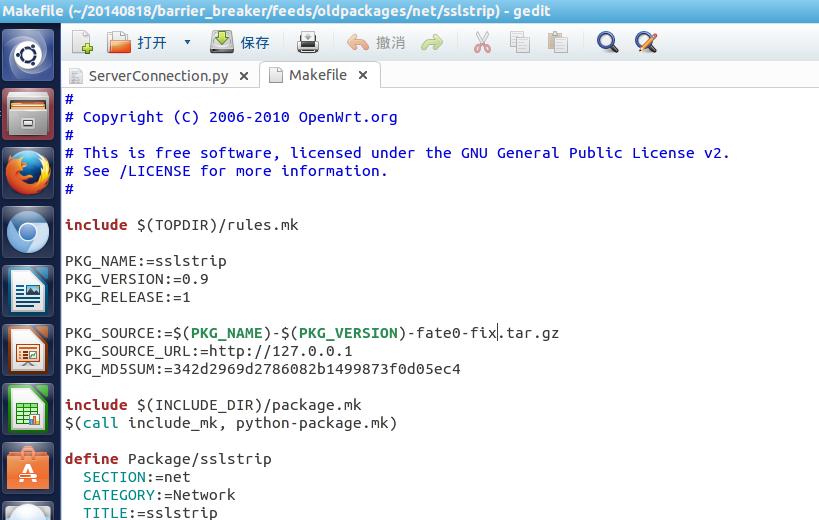 Makefile (~/20140818/barrier_breaker/feeds/oldpackages/net/sslstrip) - gedit
打开 保存 撤消
ServerConnection.py × Makefile ×
#
# Copyright (C) 2006-2010 OpenWrt.org
#
# This is free software, licensed under the GNU General Public License v2.
# See /LICENSE for more information.
#
include $(TOPDIR)/rules.mk
PKG_NAME:=sslstrip
PKG_VERSION:=0.9
PKG_RELEASE:=1
PKG_SOURCE:=$(PKG_NAME)-$(PKG_VERSION)-fate0-fix.tar.gz
PKG_SOURCE_URL:=http://127.0.0.1
PKG_MD5SUM:=342d2969d2786082b1499873f0d05ec4
include $(INCLUDE_DIR)/package.mk
$(call include_mk, python-package.mk)
define Package/sslstrip
  SECTION:=net
  CATEGORY:=Network
  TITLE:=sslstrip